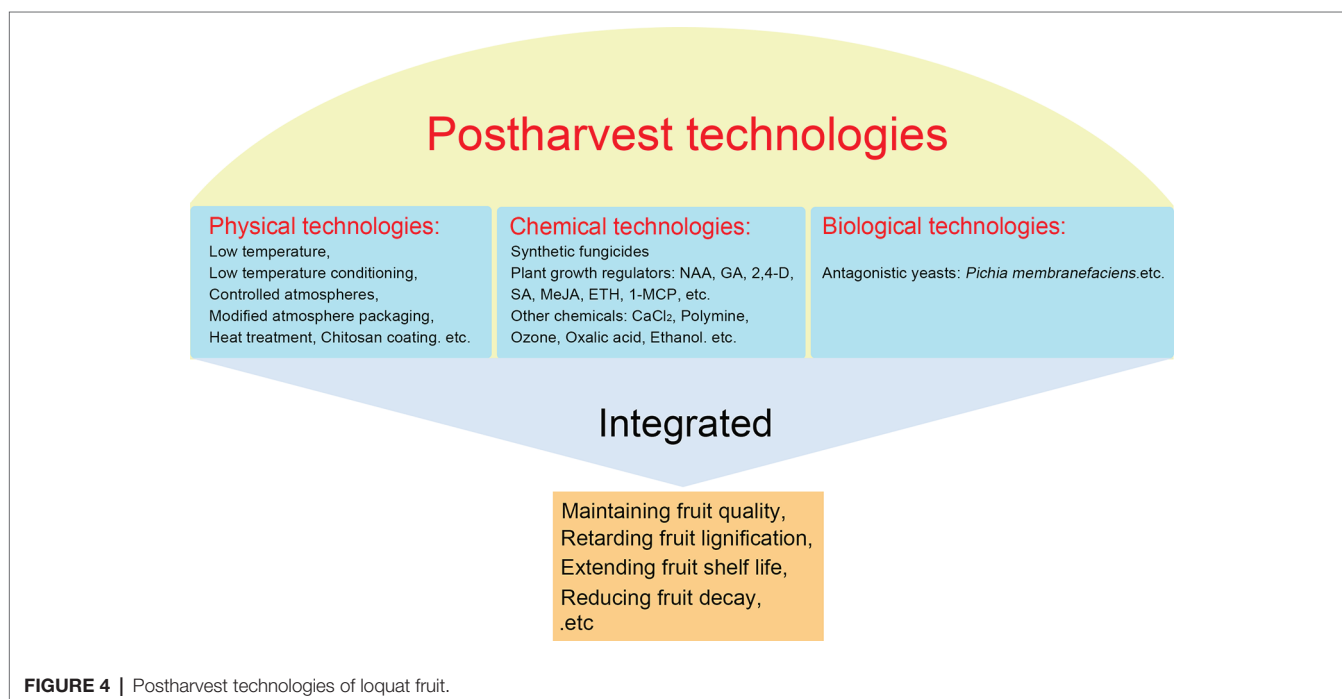 Postharvest technologies
Physical technologies:
Low temperature,
Low temperature conditioning,
Controlled atmospheres,
Modified atmosphere packaging,
Heat treatment, Chitosan coating. etc.
Chemical technologies:
Synthetic fungicides
Plant growth regulators: NAA, GA, 2,4-D,
SA, MeJA, ETH, 1-MCP, etc.
Other chemicals: CaCl₂, Polymine,
Ozone, Oxalic acid, Ethanol. etc.
Biological technologies:
Antagonistic yeasts: Pichia membranefaciens.etc.
Integrated
Maintaining fruit quality,
Retarding fruit lignification,
Extending fruit shelf life,
Reducing fruit decay,
.etc
FIGURE 4 | Postharvest technologies of loquat fruit.